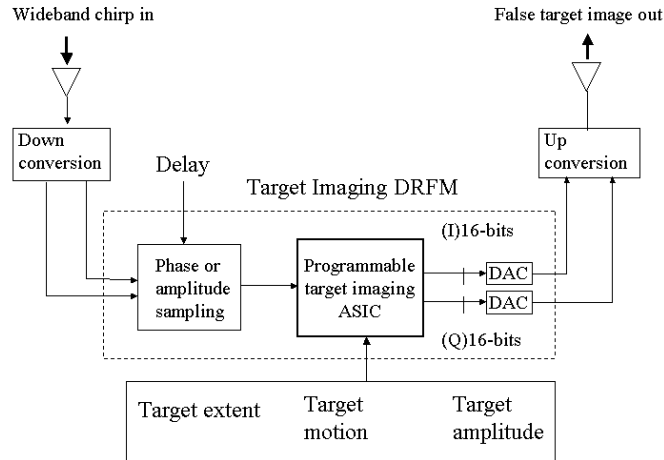 Wideband chirp in
False target image out
Down
conversion
Up
conversion
Delay
Target Imaging DRFM
(I)16-bits
Phase or
amplitude
sampling
Programmable
target imaging
ASIC
DAC
DAC
(Q)16-bits
Target extent
Target
motion
Target
amplitude